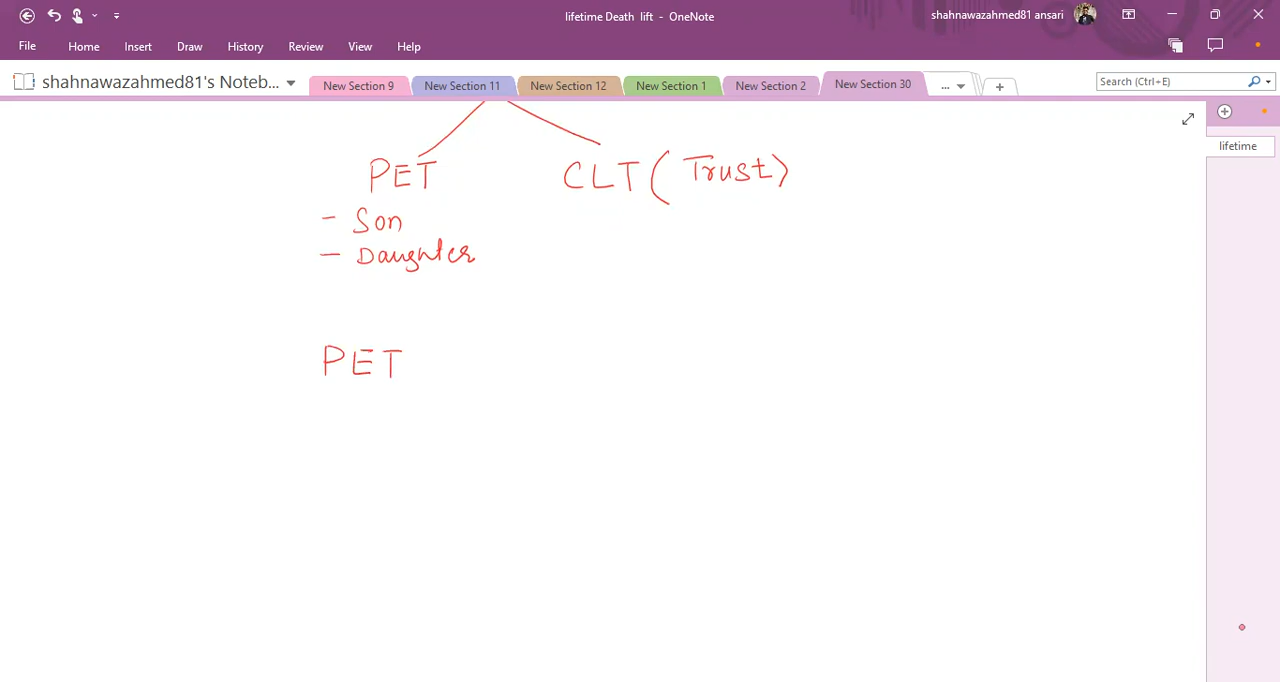 lifetime Death lift - OneNote
shahnawazahmed81 ansari
File Home Insert Draw History Review View Help
shahnawazahmed81's Noteb... New Section 9 New Section 11 New Section 12 New Section 1 New Section 2 New Section 30 ... + Search (Ctrl+E)
lifetime
PET CLT (Trust)
- Son
- Daughter
PET